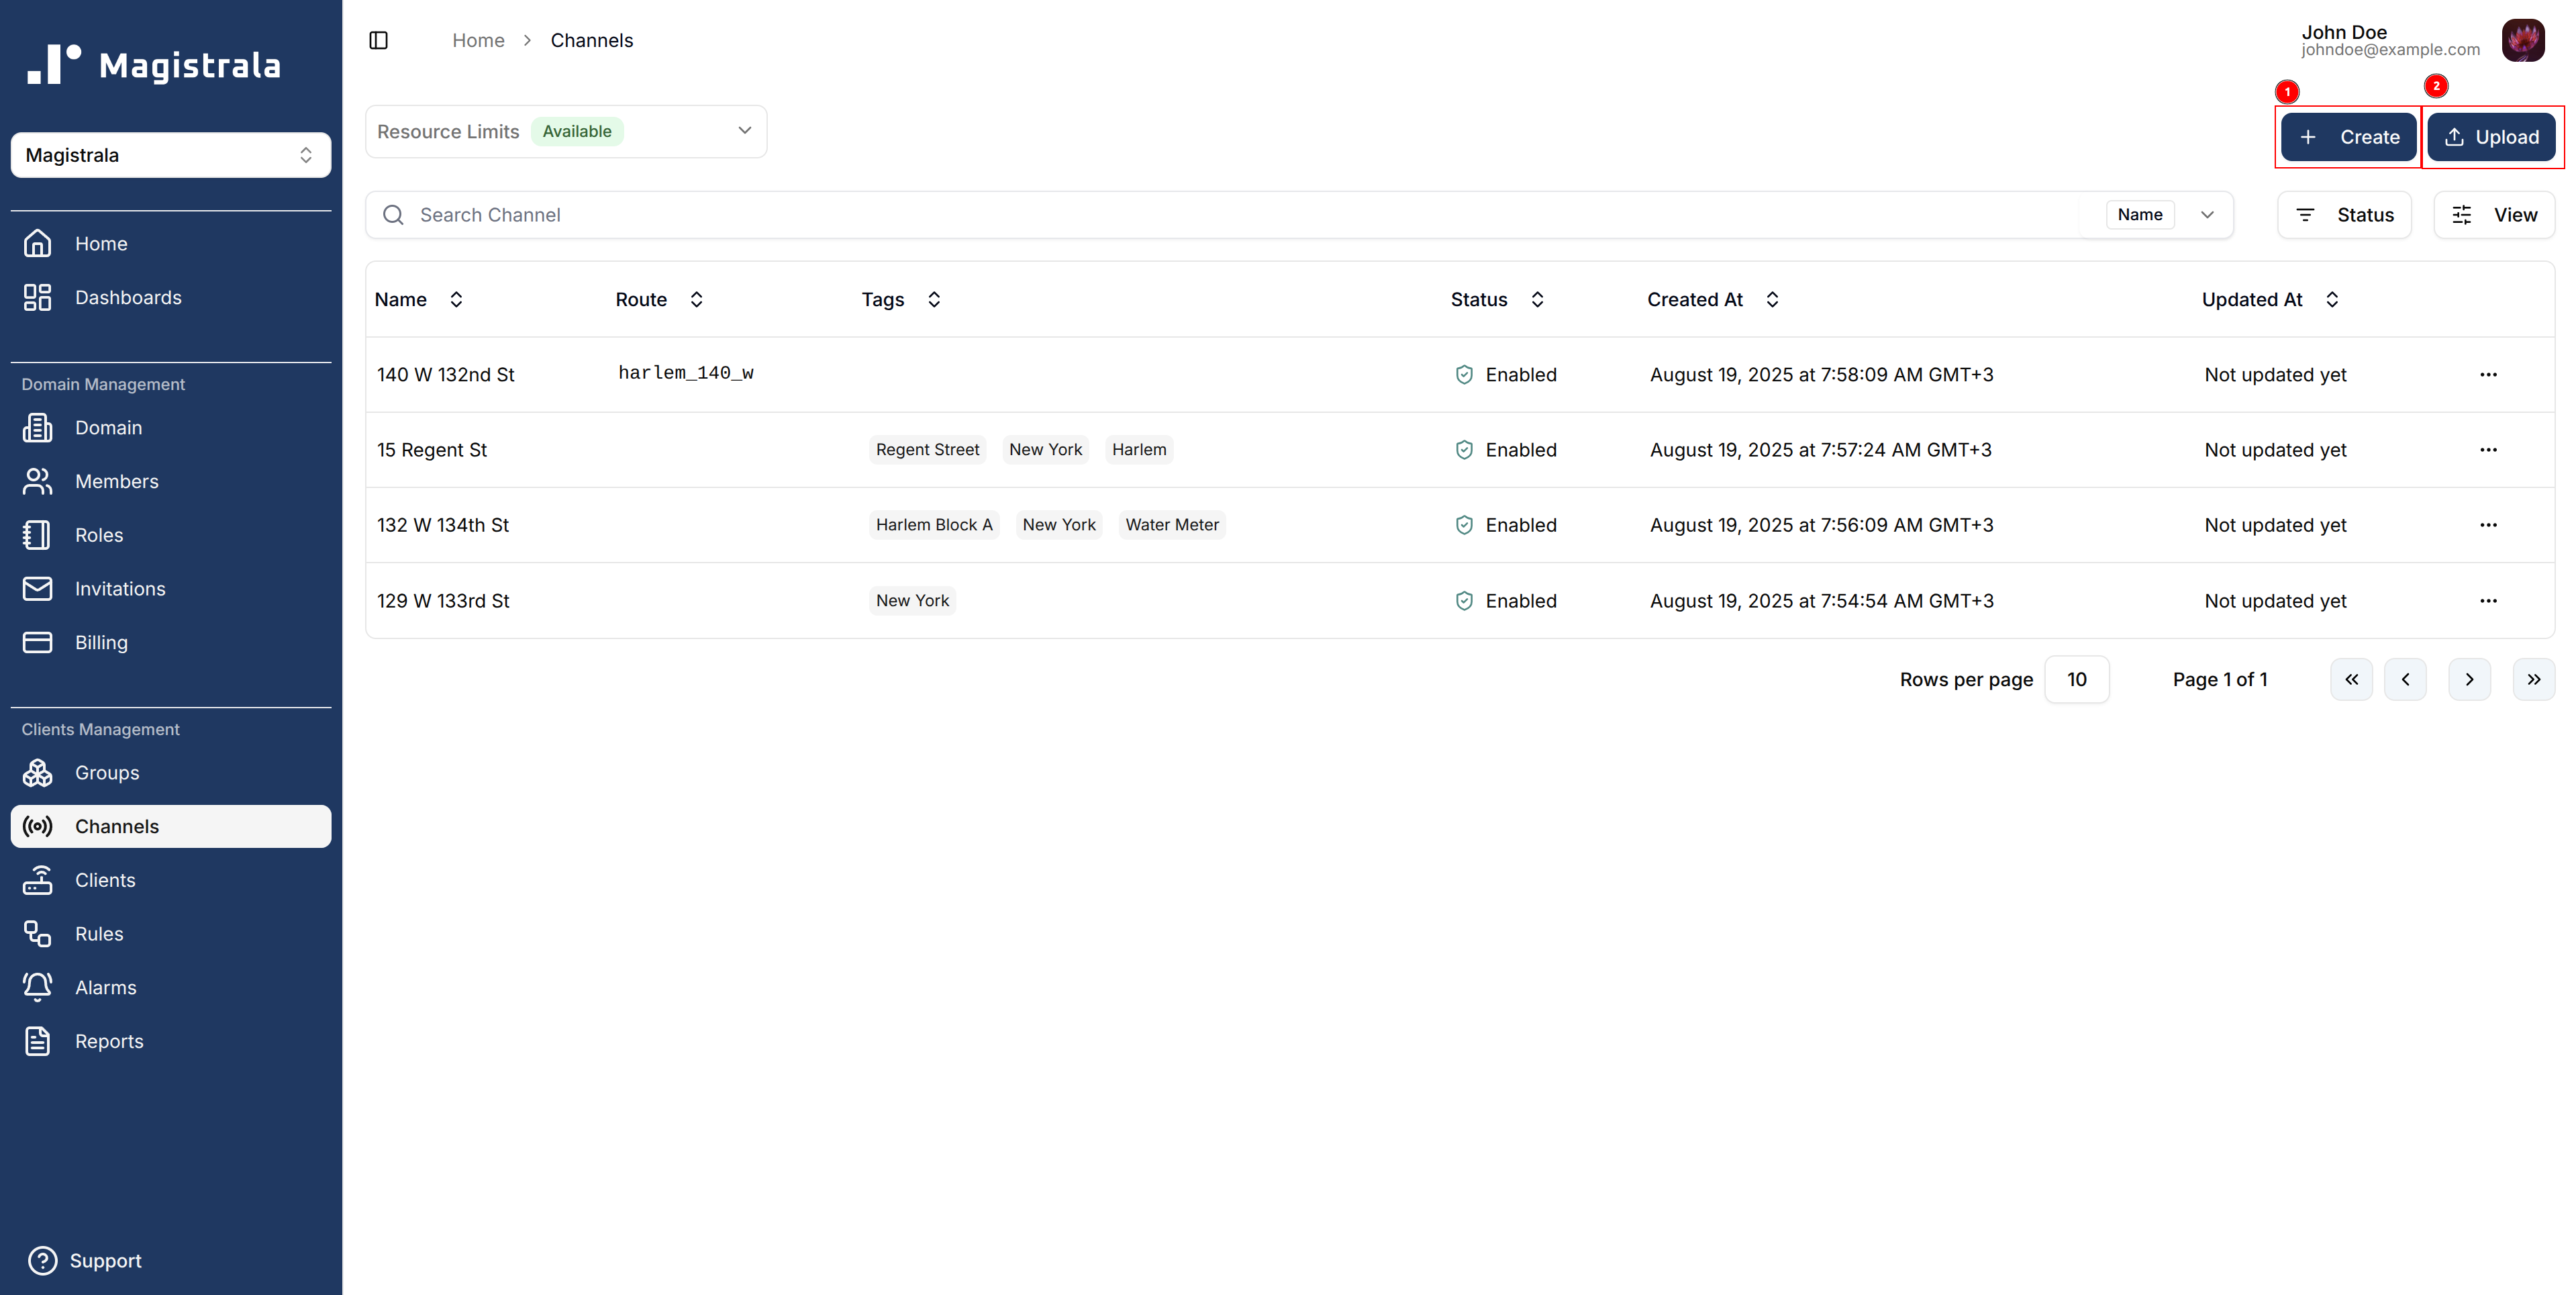 Magistrala
Magistrala
Home
Dashboards
Domain Management
Domain
Members
Roles
Invitations
Billing
Clients Management
Groups
Channels
Clients
Rules
Alarms
Reports
Support
Home > Channels
John Doe
johndoe@example.com
Resource Limits Available
1 2
+ Create Upload
Search Channel Name Status View
Name Route Tags Status Created At Updated At
140 W 132nd St harlem_140_w Enabled August 19, 2025 at 7:58:09 AM GMT+3 Not updated yet ...
15 Regent St Regent Street New York Harlem Enabled August 19, 2025 at 7:57:24 AM GMT+3 Not updated yet ...
132 W 134th St Harlem Block A New York Water Meter Enabled August 19, 2025 at 7:56:09 AM GMT+3 Not updated yet ...
129 W 133rd St New York Enabled August 19, 2025 at 7:54:54 AM GMT+3 Not updated yet ...
Rows per page 10 Page 1 of 1